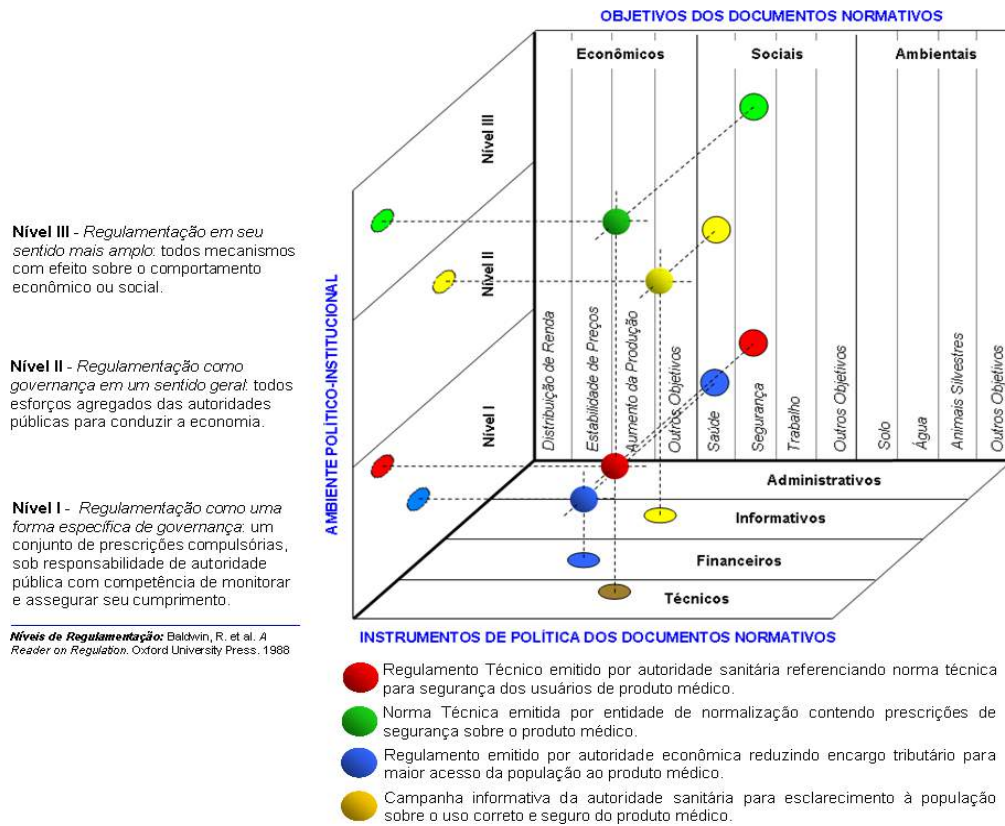 OBJETIVOS DOS DOCUMENTOS NORMATIVOS
Econômicos
Sociais
Ambientais
Nível III
Nível II
Nível I
AMBIENTE POLÍTICO-INSTITUCIONAL
Distribuição de Renda
Estabilidade de Preços
Aumento da Produção
Outros Objetivos
Saúde
Segurança
Trabalho
Outros Objetivos
Solo
Água
Animais Silvestres
Outros Objetivos
Nível III - Regulamentação em seu
sentido mais amplo: todos mecanismos
com efeito sobre o comportamento
econômico ou social.
Nível II - Regulamentação como
governança em um sentido geral: todos
esforços agregados das autoridades
públicas para conduzir a economia.
Nível I - Regulamentação como uma
forma específica de governança: um
conjunto de prescrições compulsórias,
sob responsabilidade de autoridade
pública com competência de monitorar
e assegurar seu cumprimento.
Níveis de Regulamentação: Baldwin, R. et al. A
Reader on Regulation. Oxford University Press. 1988
Administrativos
Informativos
Financeiros
Técnicos
INSTRUMENTOS DE POLÍTICA DOS DOCUMENTOS NORMATIVOS
Regulamento Técnico emitido por autoridade sanitária referenciando norma técnica
para segurança dos usuários de produto médico.
Norma Técnica emitida por entidade de normalização contendo prescrições de
segurança sobre o produto médico.
Regulamento emitido por autoridade econômica reduzindo encargo tributário para
maior acesso da população ao produto médico.
Campanha informativa da autoridade sanitária para esclarecimento à população
sobre o uso correto e seguro do produto médico.